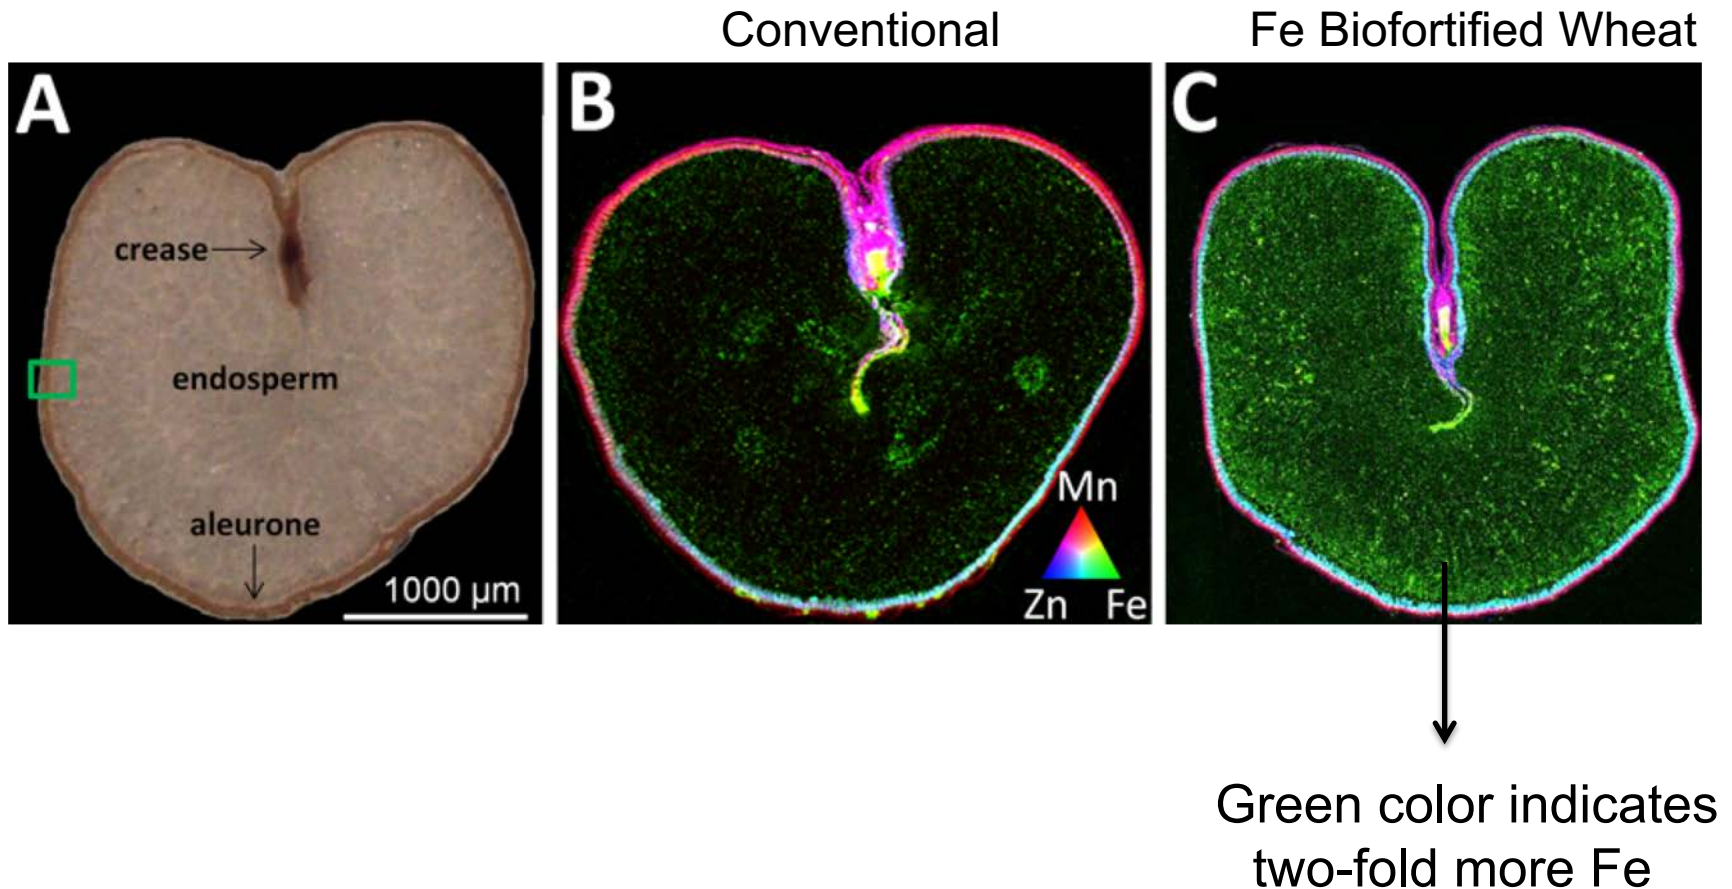 Conventional
Fe Biofortified Wheat
A
crease
endosperm
aleurone
1000 µm
B
Mn
Zn Fe
C
Green color indicates
two-fold more Fe